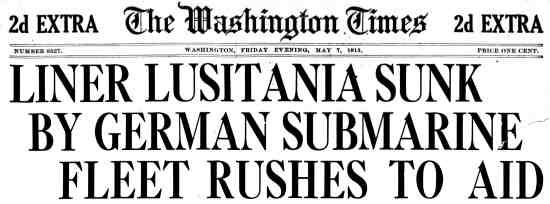 2d EXTRA The Washington Times 2d EXTRA
NUMBER 8527. WASHINGTON, FRIDAY EVENING, MAY 7, 1915. PRICE ONE CENT.
LINER LUSITANIA SUNK
BY GERMAN SUBMARINE
FLEET RUSHES TO AID